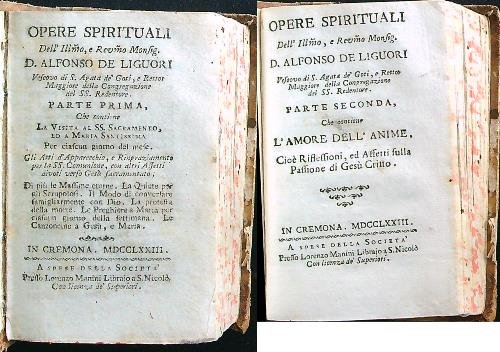 OPERE SPIRITUALI
Dell' Illmo, e Revmo Monsig.
D. ALFONSO DE LIGUORI
Vescovo di S. Agata de' Goti, e Rettor
Maggiore della Congregazione
del SS. Redentore.
PARTE PRIMA,
Che contiene
LA VISITA AL SS. SACRAMENTO,
ED A MARIA SANTISSIMA
Per ciascun giorno del mese.
Gli Atti d'Apparecchio, e Ringraziamento
per la SS. Comunione, con altri Affetti
divoti verso Gesù sacramentato,
Di più le Massime eterne. La Quiete per
gli Scrupolosi. Il Modo di conversare
famigliarmente con Dio. La protesta
della morte. Le Preghiere a Maria per
ciascun giorno della settimana. Le
Canzoncine a Gesù, e Maria.
IN CREMONA. MDCCLXXIII.
A SPESE DELLA SOCIETA'
Presso Lorenzo Manini Librajo a S. Nicolò
Con licenza de' Superiori.
OPERE SPIRITUALI
Dell' Illmo, e Revmo Monsig.
D. ALFONSO DE LIGUORI
Vescovo di S. Agata de' Goti, e Rettor
Maggiore della Congregazione
del SS. Redentore.
PARTE SECONDA,
Che contiene
L'AMORE DELL' ANIME,
Cioè Riflessioni, ed Affetti sulla
Passione di Gesù Cristo.
IN CREMONA. MDCCLXXIII.
A SPESE DELLA SOCIETA'
Presso Lorenzo Manini Librajo a S. Nicolò
Con licenza de' Superiori.